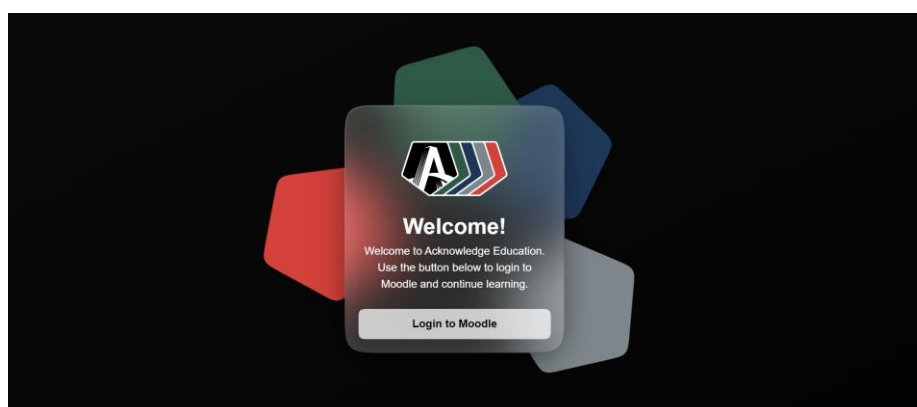 A
Welcome!
Welcome to Acknowledge Education.
Use the button below to login to
Moodle and continue learning.
Login to Moodle